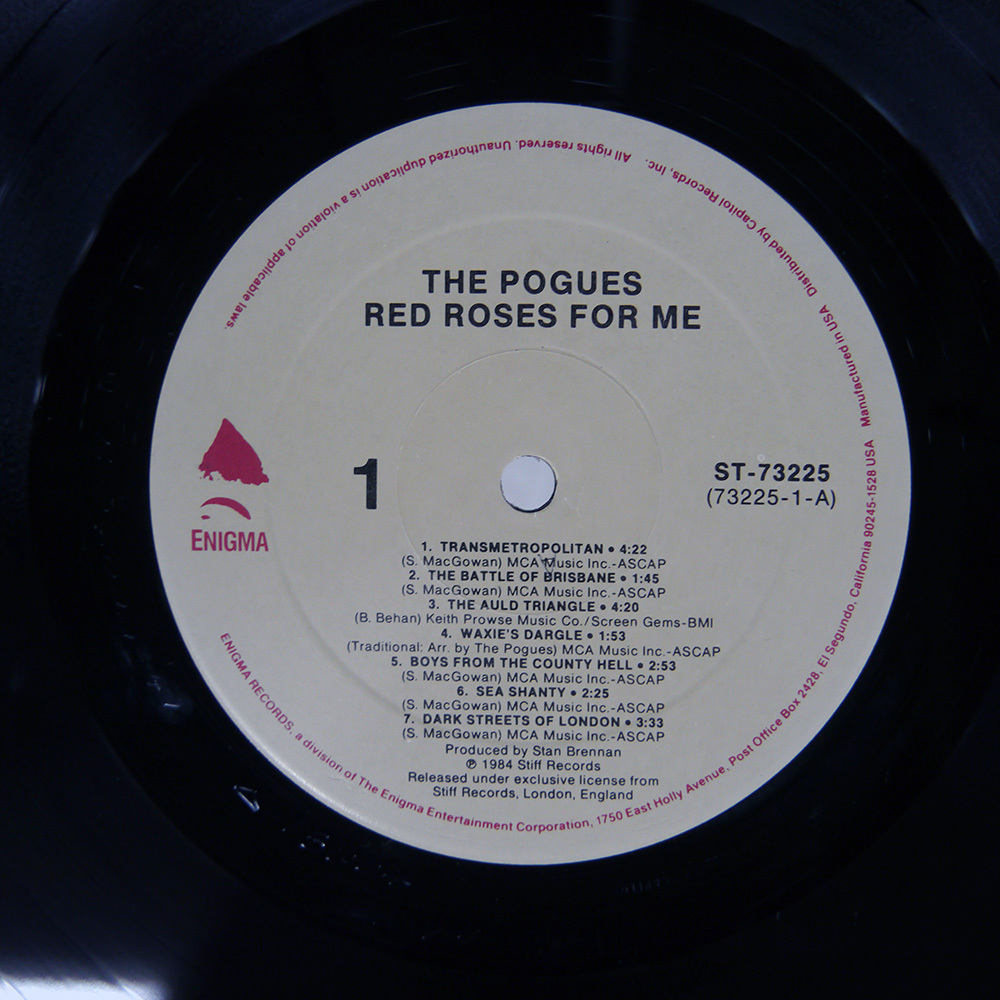 THE POGUES
RED ROSES FOR ME
1
ST-73225
(73225-1-A)
ENIGMA
1. TRANSMETROPOLITAN • 4:22
(S. MacGowan) MCA Music Inc.-ASCAP
2. THE BATTLE OF BRISBANE • 1:45
(S. MacGowan) MCA Music Inc.-ASCAP
3. THE AULD TRIANGLE • 4:20
(B. Behan) Keith Prowse Music Co./Screen Gems-BMI
4. WAXIE'S DARGLE • 1:53
(Traditional: Arr. by The Pogues) MCA Music Inc.-ASCAP
5. BOYS FROM THE COUNTY HELL • 2:53
(S. MacGowan) MCA Music Inc.-ASCAP
6. SEA SHANTY • 2:25
(S. MacGowan) MCA Music Inc.-ASCAP
7. DARK STREETS OF LONDON • 3:33
(S. MacGowan) MCA Music Inc.-ASCAP
Produced by Stan Brennan
℗ 1984 Stiff Records
Released under exclusive license from
Stiff Records, London, England
ENIGMA RECORDS, a division of The Enigma Entertainment Corporation, 1750 East Holly Avenue, Post Office Box 2428, El Segundo, California 90245-1528 USA Manufactured in USA Distributed by Capitol Records, Inc. All rights reserved. Unauthorized duplication is a violation of applicable laws.